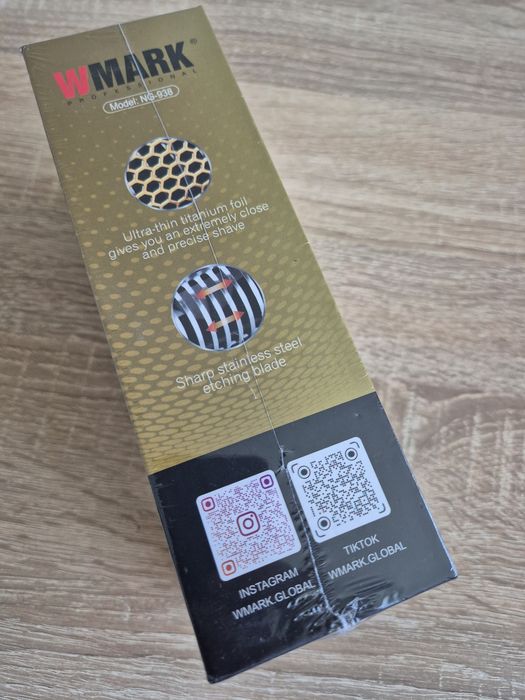 WMARK®
PROFESSIONAL
Model: NG-938
Ultra-thin titanium foil
gives you an extremely close
and precise shave
Sharp stainless steel
etching blade
INSTAGRAM
WMARK.GLOBAL
TIKTOK
WMARK.GLOBAL